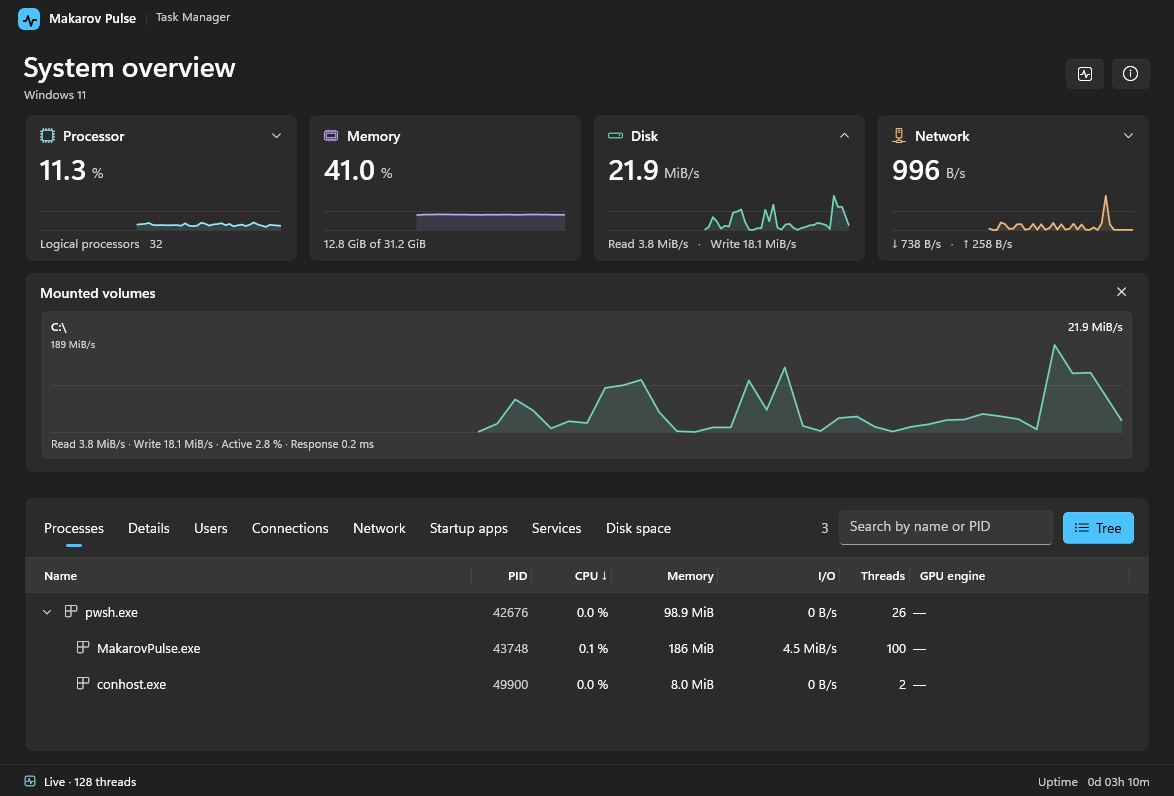 Makarov Pulse Task Manager
System overview
Windows 11
Processor
11.3 %
Logical processors 32
Memory
41.0 %
12.8 GiB of 31.2 GiB
Disk
21.9 MiB/s
Read 3.8 MiB/s · Write 18.1 MiB/s
Network
996 B/s
↓ 738 B/s · ↑ 258 B/s
Mounted volumes
C:\ 21.9 MiB/s
189 MiB/s
Read 3.8 MiB/s · Write 18.1 MiB/s · Active 2.8 % · Response 0.2 ms
Processes Details Users Connections Network Startup apps Services Disk space 3 Search by name or PID Tree
Name PID CPU ↓ Memory I/O Threads GPU engine
pwsh.exe 42676 0.0 % 98.9 MiB 0 B/s 26 —
MakarovPulse.exe 43748 0.1 % 186 MiB 4.5 MiB/s 100 —
conhost.exe 49900 0.0 % 8.0 MiB 0 B/s 2 —
Live · 128 threads Uptime 0d 03h 10m